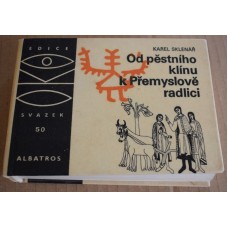 EDICE
OKO
SVAZEK
50
ALBATROS
KAREL SKLENÁŘ
Od pěstního
klínu
k Přemyslově
radlici